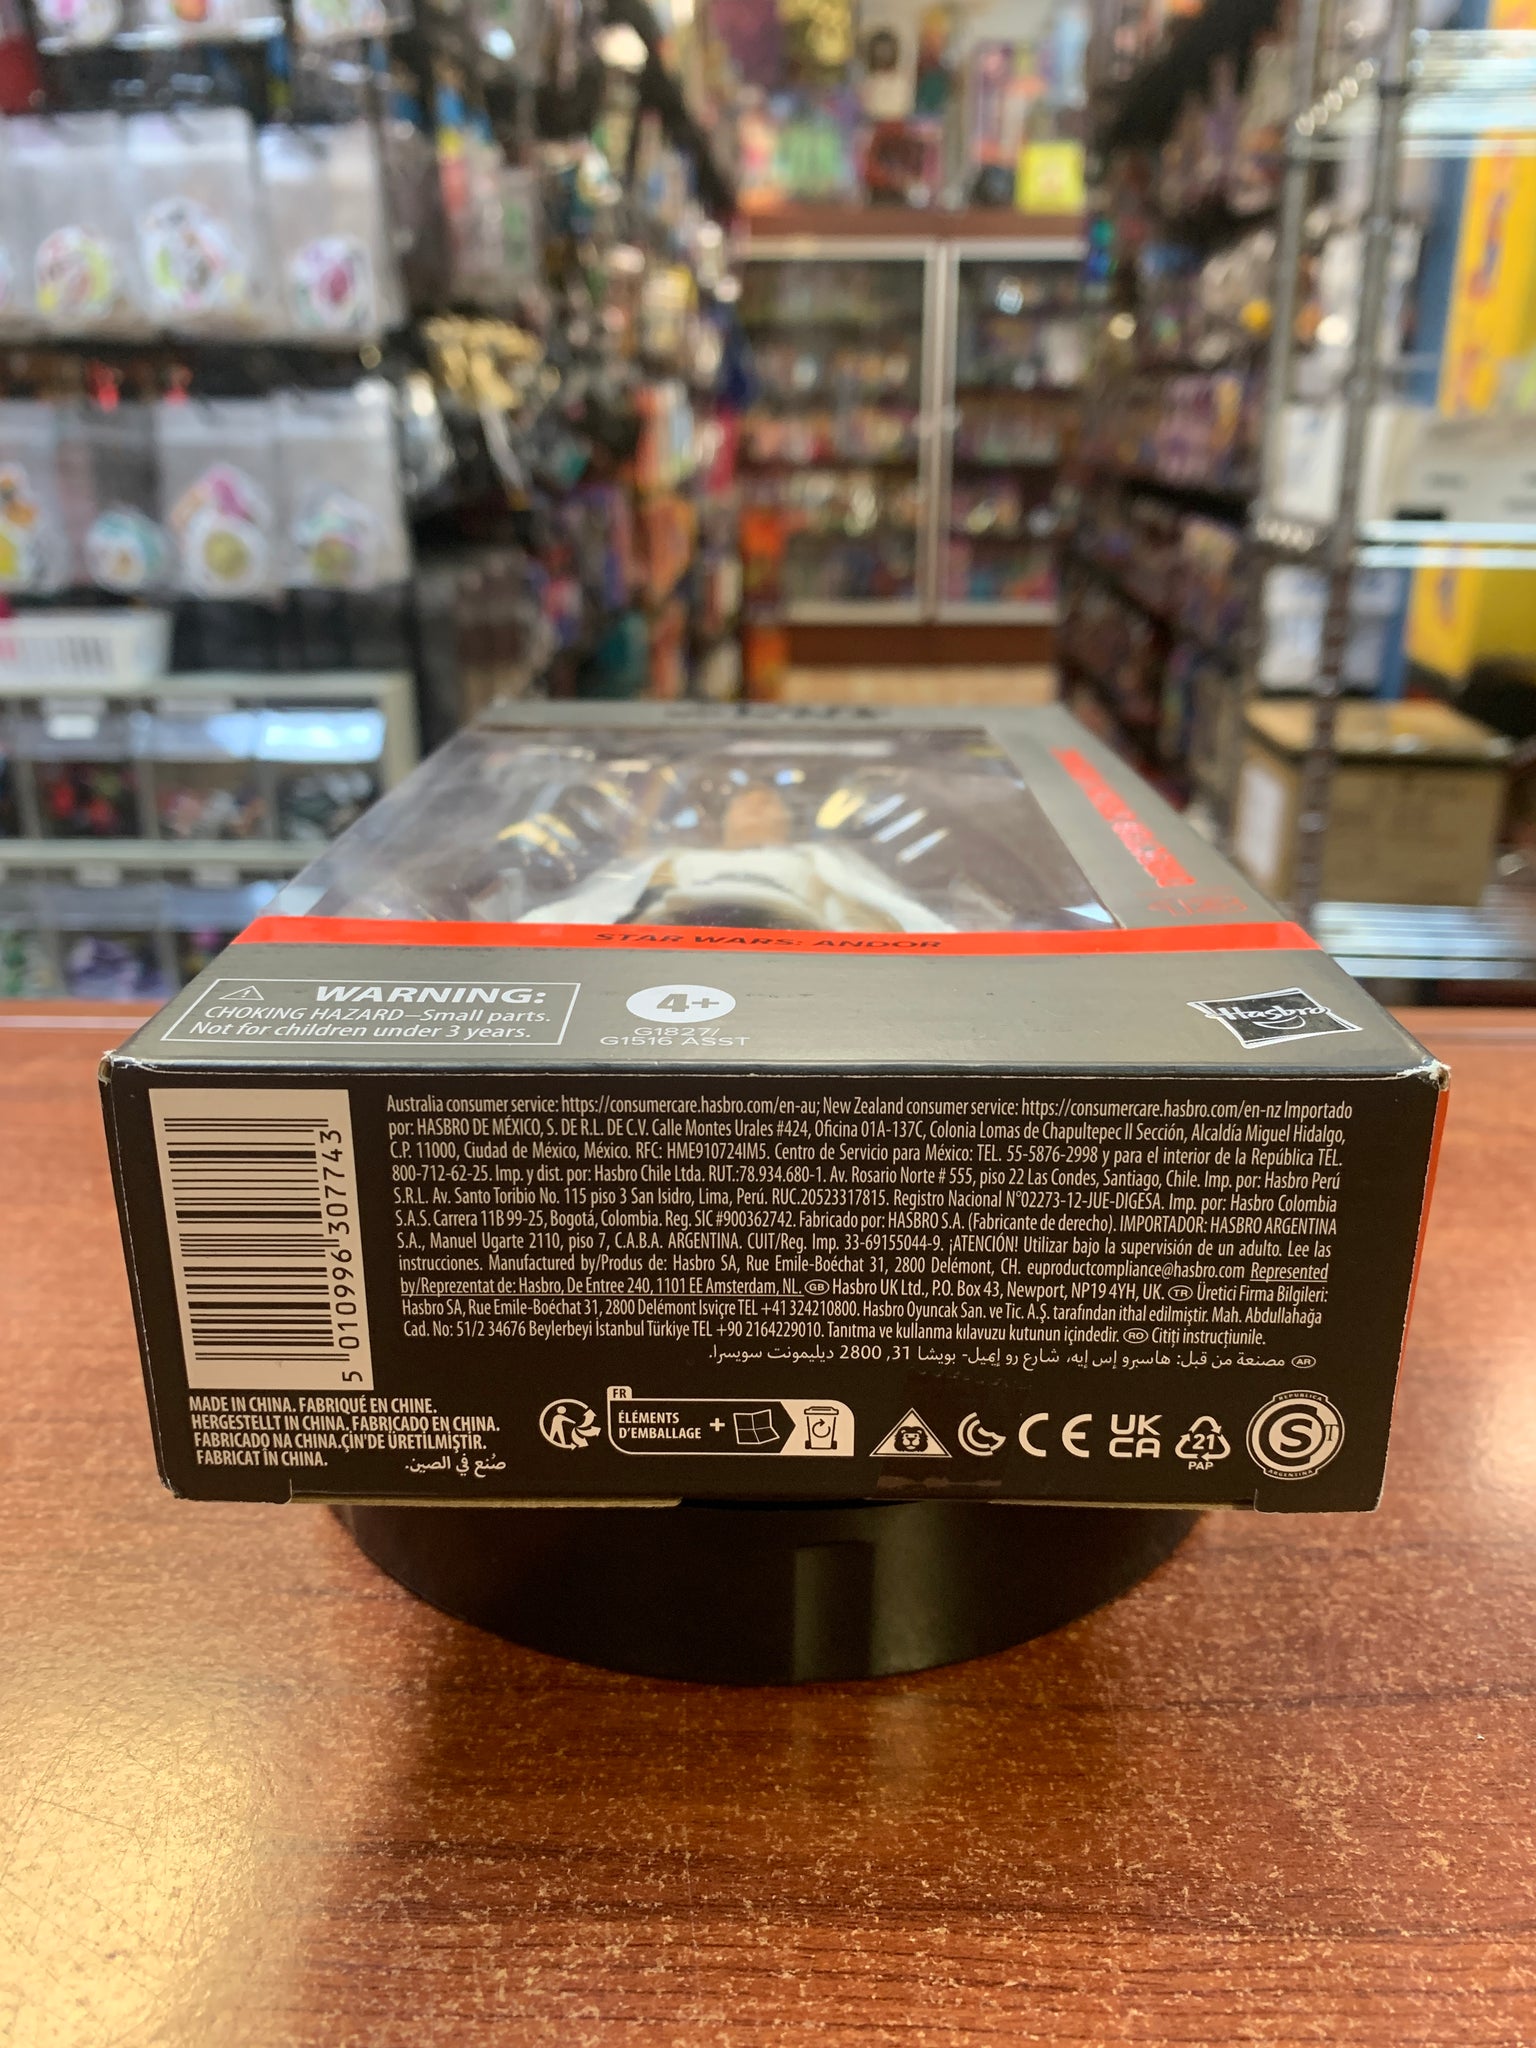 STAR WARS: ANDOR
WARNING:
CHOKING HAZARD—Small parts.
Not for children under 3 years.
4+
G1827/
G1516 ASST
Hasbro
5 010996 307743
Australia consumer service: https://consumercare.hasbro.com/en-au; New Zealand consumer service: https://consumercare.hasbro.com/en-nz Importado
por: HASBRO DE MÉXICO, S. DE R.L. DE C.V. Calle Montes Urales #424, Oficina 01A-137C, Colonia Lomas de Chapultepec II Sección, Alcaldía Miguel Hidalgo,
C.P. 11000, Ciudad de México, México. RFC: HME910724IM5. Centro de Servicio para México: TEL. 55-5876-2998 y para el interior de la República TEL.
800-712-62-25. Imp. y dist. por: Hasbro Chile Ltda. RUT.:78.934.680-1. Av. Rosario Norte # 555, piso 22 Las Condes, Santiago, Chile. Imp. por: Hasbro Perú
S.R.L. Av. Santo Toribio No. 115 piso 3 San Isidro, Lima, Perú. RUC.20523317815. Registro Nacional N°02273-12-JUE-DIGESA. Imp. por: Hasbro Colombia
S.A.S. Carrera 11B 99-25, Bogotá, Colombia. Reg. SIC #900362742. Fabricado por: HASBRO S.A. (Fabricante de derecho). IMPORTADOR: HASBRO ARGENTINA
S.A., Manuel Ugarte 2110, piso 7, C.A.B.A. ARGENTINA. CUIT/Reg. Imp. 33-69155044-9. ¡ATENCIÓN! Utilizar bajo la supervisión de un adulto. Lee las
instrucciones. Manufactured by/Produs de: Hasbro SA, Rue Emile-Boéchat 31, 2800 Delémont, CH. euproductcompliance@hasbro.com Represented
by/Reprezentat de: Hasbro, De Entree 240, 1101 EE Amsterdam, NL. GB Hasbro UK Ltd., P.O. Box 43, Newport, NP19 4YH, UK. TR Üretici Firma Bilgileri:
Hasbro SA, Rue Emile-Boéchat 31, 2800 Delémont İsviçre TEL +41 324210800. Hasbro Oyuncak San. ve Tic. A.Ş. tarafından ithal edilmiştir. Mah. Abdullahağa
Cad. No: 51/2 34676 Beylerbeyi İstanbul Türkiye TEL +90 2164229010. Tanıtma ve kullanma kılavuzu kutunun içindedir. RO Citiți instrucțiunile.
AR مصنعة من قبل: هاسبرو إس إيه، شارع رو إيميل- بويشا 31, 2800 ديليمونت سويسرا.
MADE IN CHINA. FABRIQUÉ EN CHINE.
HERGESTELLT IN CHINA. FABRICADO EN CHINA.
FABRICADO NA CHINA.ÇİN'DE ÜRETİLMİŞTİR.
FABRICAT ÎN CHINA.
صُنع في الصين.
FR
ÉLÉMENTS
D'EMBALLAGE
+
CE
UK
CA
21
PAP
REPUBLICA
S
ARGENTINA